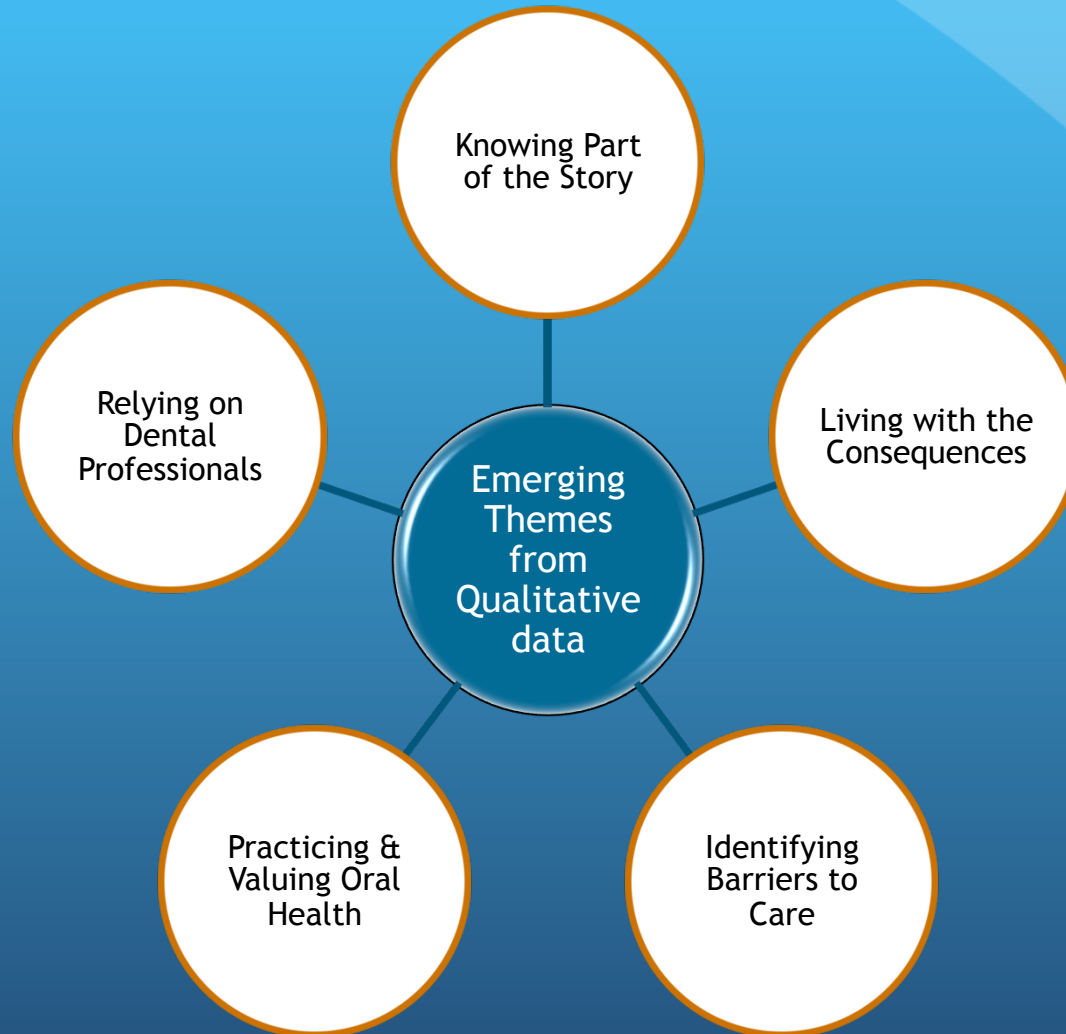 Knowing Part
of the Story
Relying on
Dental
Professionals
Living with the
Consequences
Emerging
Themes
from
Qualitative
data
Practicing &
Valuing Oral
Health
Identifying
Barriers to
Care